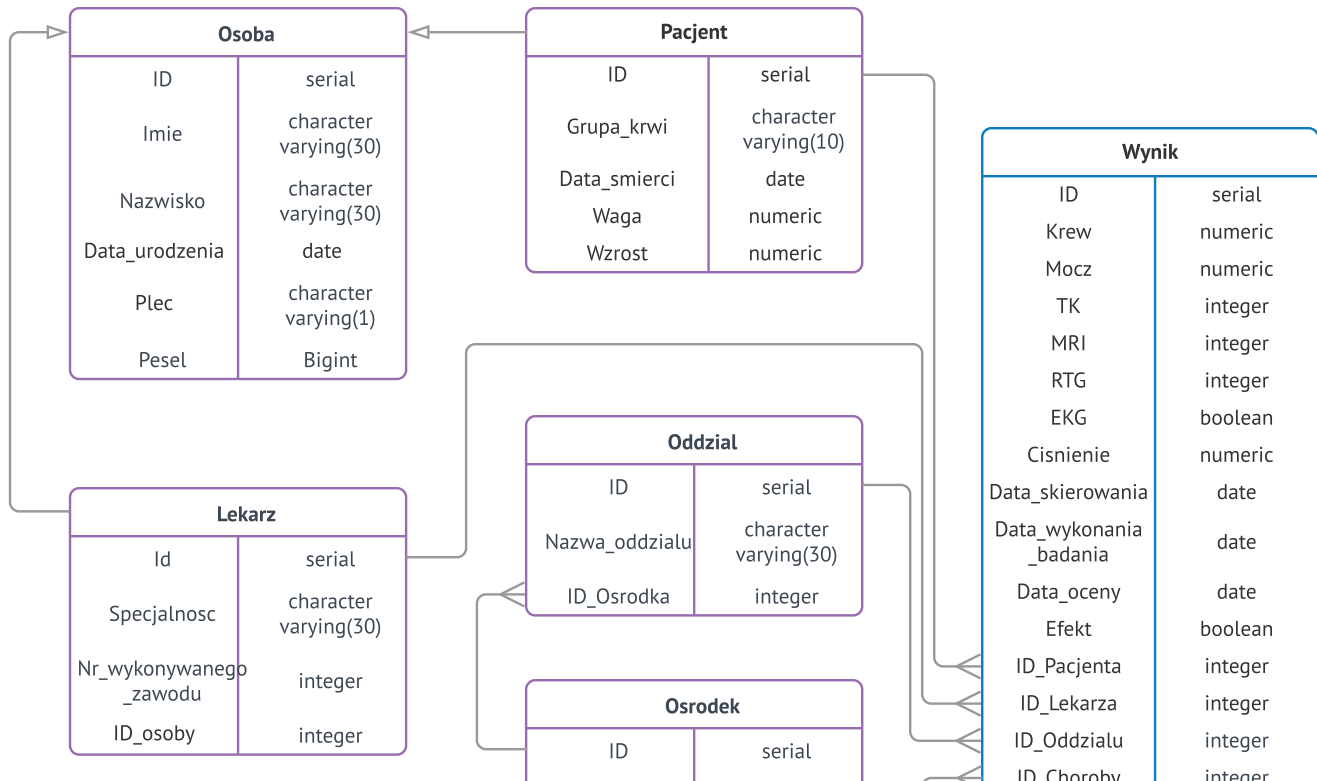 Osoba
ID serial
Imie character
varying(30)
Nazwisko character
varying(30)
Data_urodzenia date
Plec character
varying(1)
Pesel Bigint
Pacjent
ID serial
Grupa_krwi character
varying(10)
Data_smierci date
Waga numeric
Wzrost numeric
Lekarz
Id serial
Specjalnosc character
varying(30)
Nr_wykonywanego
_zawodu integer
ID_osoby integer
Oddzial
ID serial
Nazwa_oddzialu character
varying(30)
ID_Osrodka integer
Osrodek
ID serial
Wynik
ID serial
Krew numeric
Mocz numeric
TK integer
MRI integer
RTG integer
EKG boolean
Cisnienie numeric
Data_skierowania date
Data_wykonania
_badania date
Data_oceny date
Efekt boolean
ID_Pacjenta integer
ID_Lekarza integer
ID_Oddzialu integer
ID_Choroby integer